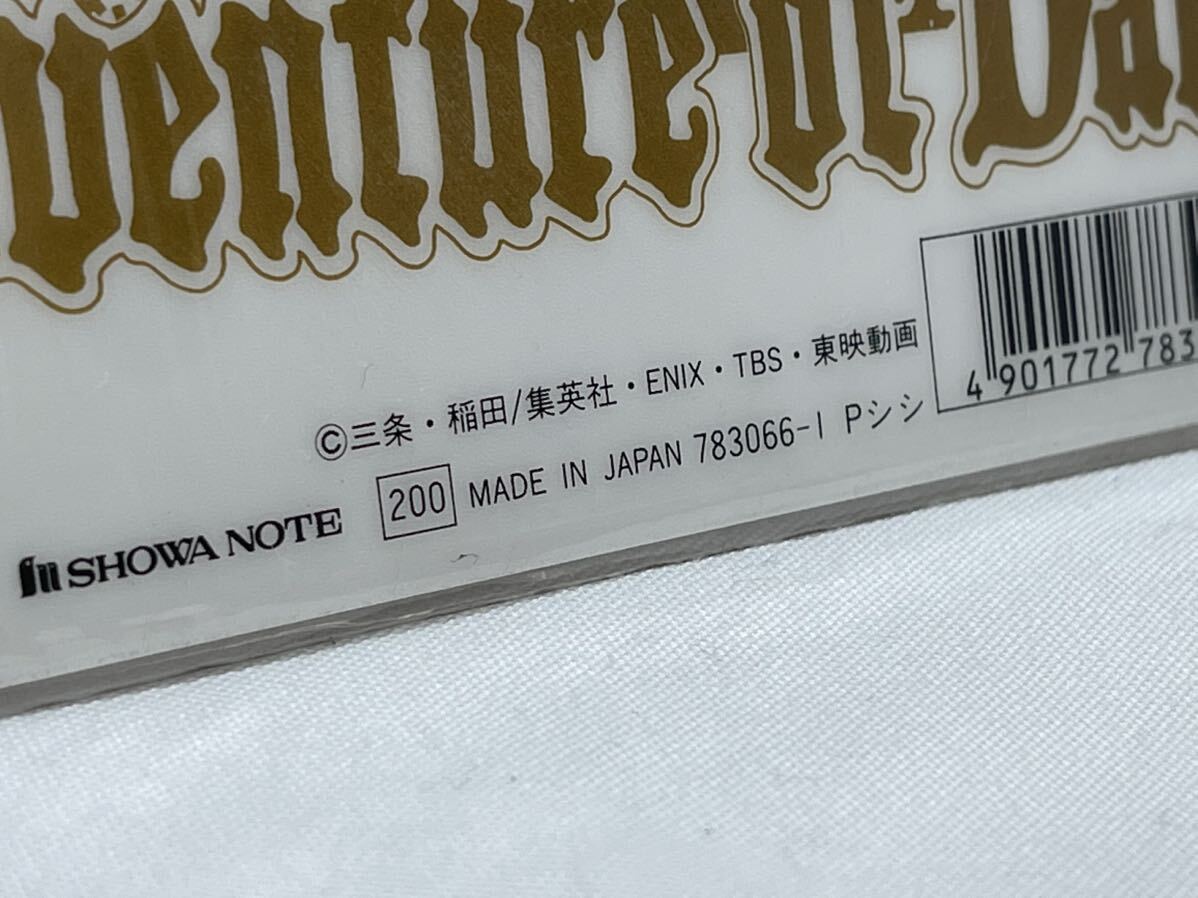 venture of Dai
©三条・稲田/集英社・ENIX・TBS・東映動画
4 901772 783
200 MADE IN JAPAN 783066-1 Pシシ
SHOWA NOTE